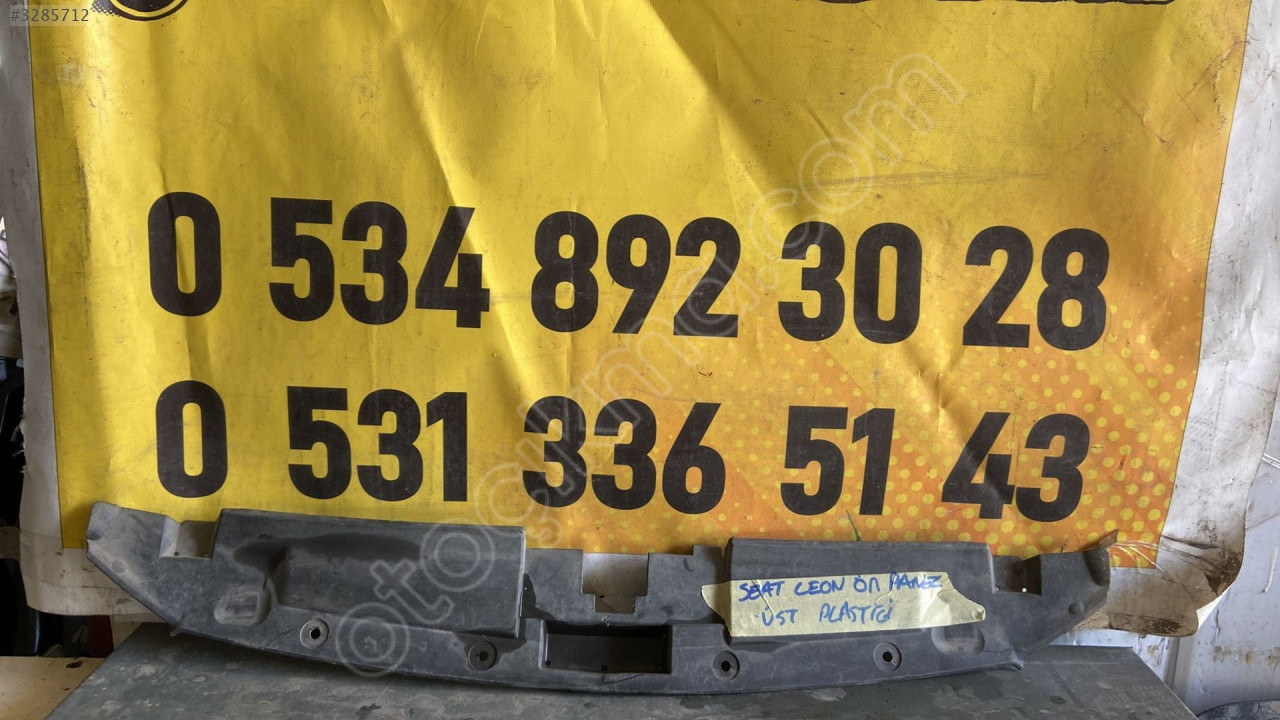 #3285712
0 534 892 30 28
0 531 336 51 43
otocikma.com
SEAT LEON ÖN PANEL
ÜST PLASTİĞİ